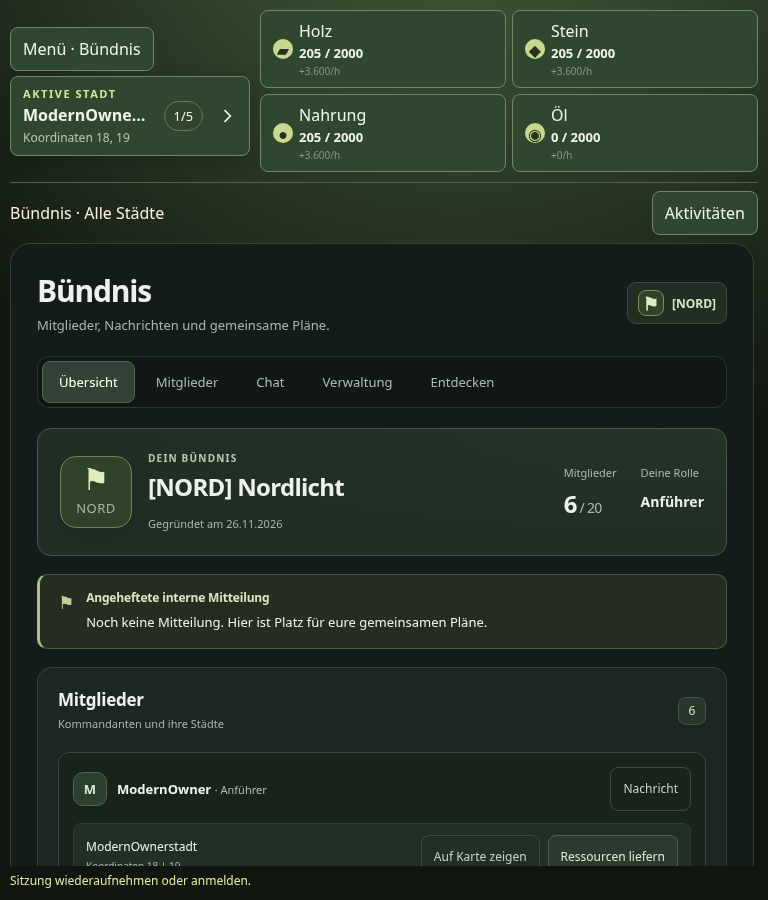 Menü · Bündnis
AKTIVE STADT
ModernOwne...
1/5
Koordinaten 18, 19
Holz
205 / 2000
+3.600/h
Stein
205 / 2000
+3.600/h
Nahrung
205 / 2000
+3.600/h
Öl
0 / 2000
+0/h
Bündnis · Alle Städte
Aktivitäten
Bündnis
Mitglieder, Nachrichten und gemeinsame Pläne.
[NORD]
Übersicht
Mitglieder
Chat
Verwaltung
Entdecken
NORD
DEIN BÜNDNIS
[NORD] Nordlicht
Gegründet am 26.11.2026
Mitglieder
6 / 20
Deine Rolle
Anführer
Angeheftete interne Mitteilung
Noch keine Mitteilung. Hier ist Platz für eure gemeinsamen Pläne.
Mitglieder
Kommandanten und ihre Städte
6
M
ModernOwner · Anführer
Nachricht
ModernOwnerstadt
Koordinaten 18 | 19
Auf Karte zeigen
Ressourcen liefern
Sitzung wiederaufnehmen oder anmelden.